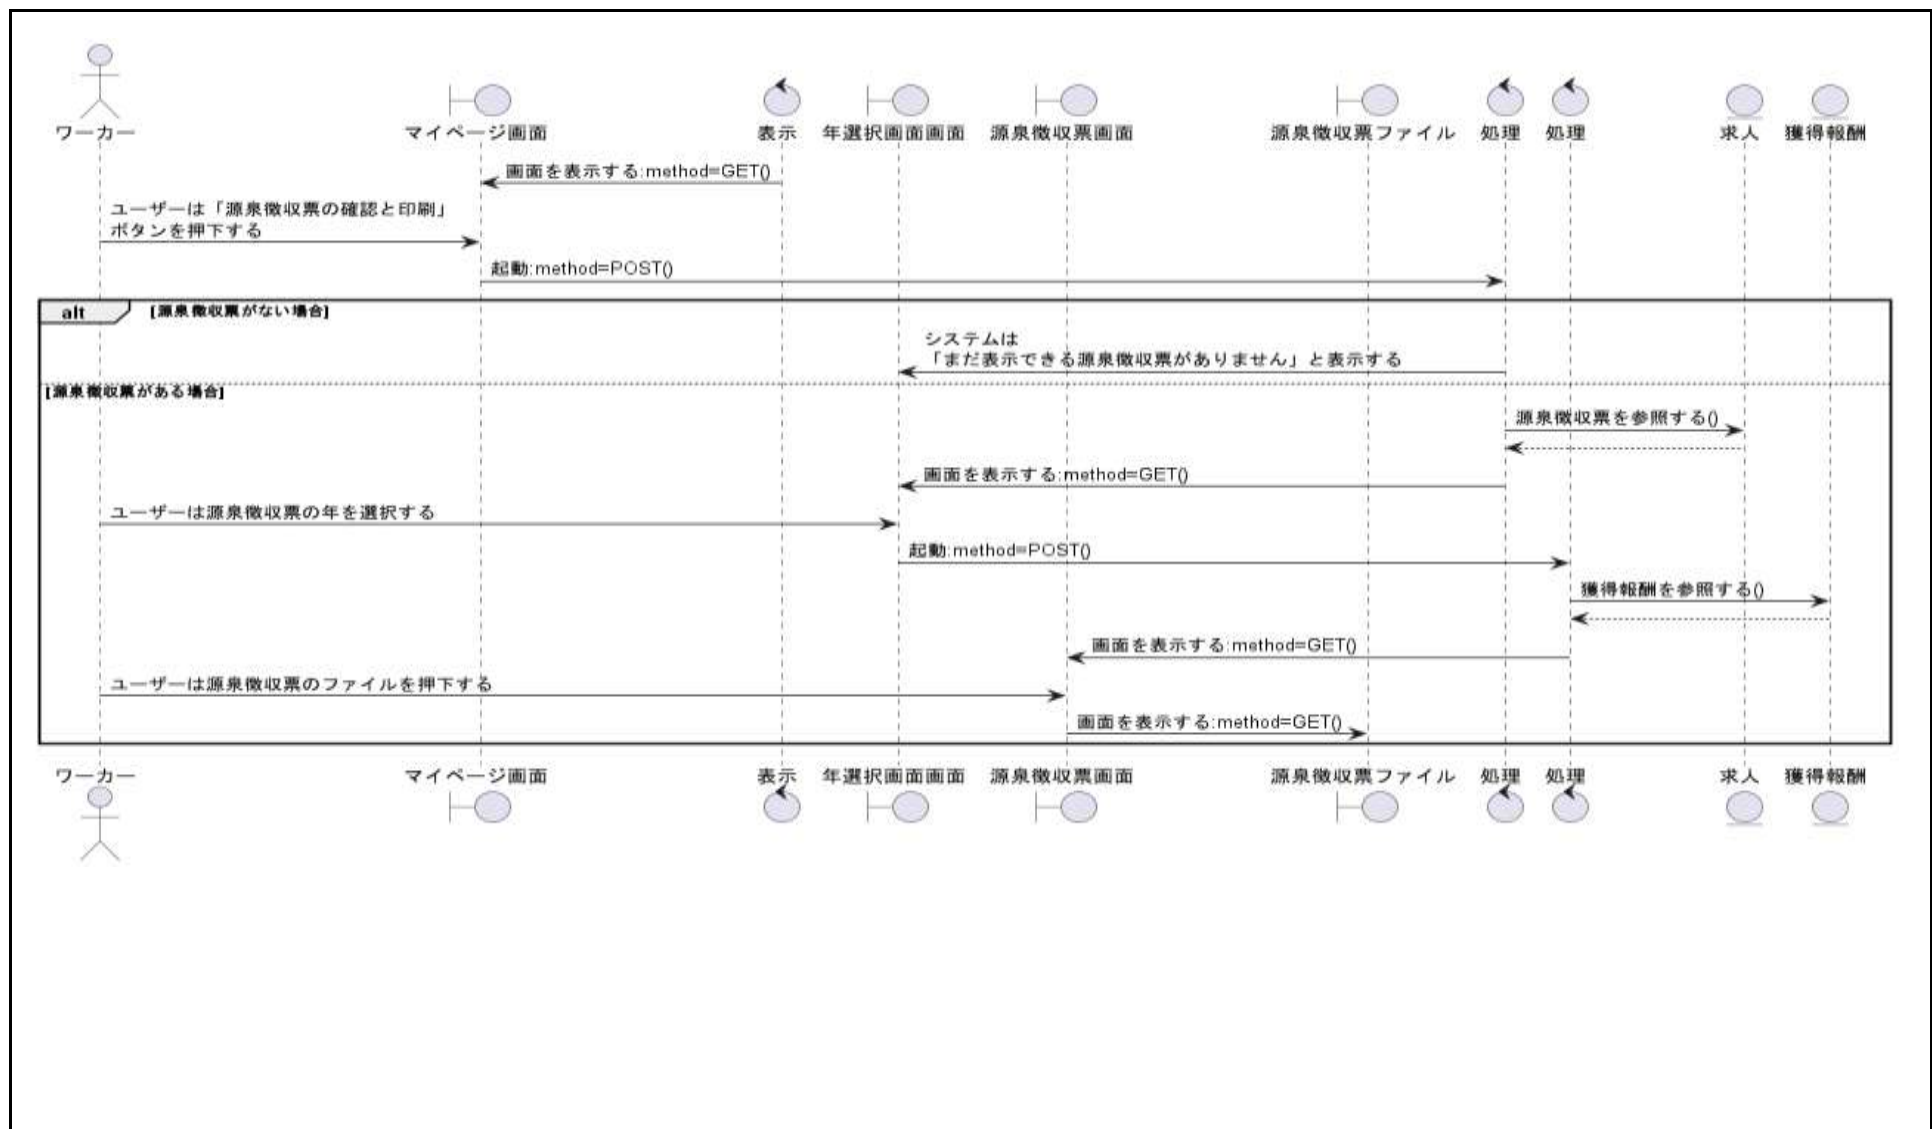 ワーカー
マイページ画面
表示
年選択画面画面
源泉徴収票画面
源泉徴収票ファイル
処理
処理
求人
獲得報酬
画面を表示する:method=GET()
ユーザーは「源泉徴収票の確認と印刷」
ボタンを押下する
起動:method=POST()
alt
[源泉徴収票がない場合]
システムは
「まだ表示できる源泉徴収票がありません」と表示する
[源泉徴収票がある場合]
源泉徴収票を参照する()
画面を表示する:method=GET()
ユーザーは源泉徴収票の年を選択する
起動:method=POST()
獲得報酬を参照する()
画面を表示する:method=GET()
ユーザーは源泉徴収票のファイルを押下する
画面を表示する:method=GET()
ワーカー
マイページ画面
表示
年選択画面画面
源泉徴収票画面
源泉徴収票ファイル
処理
処理
求人
獲得報酬